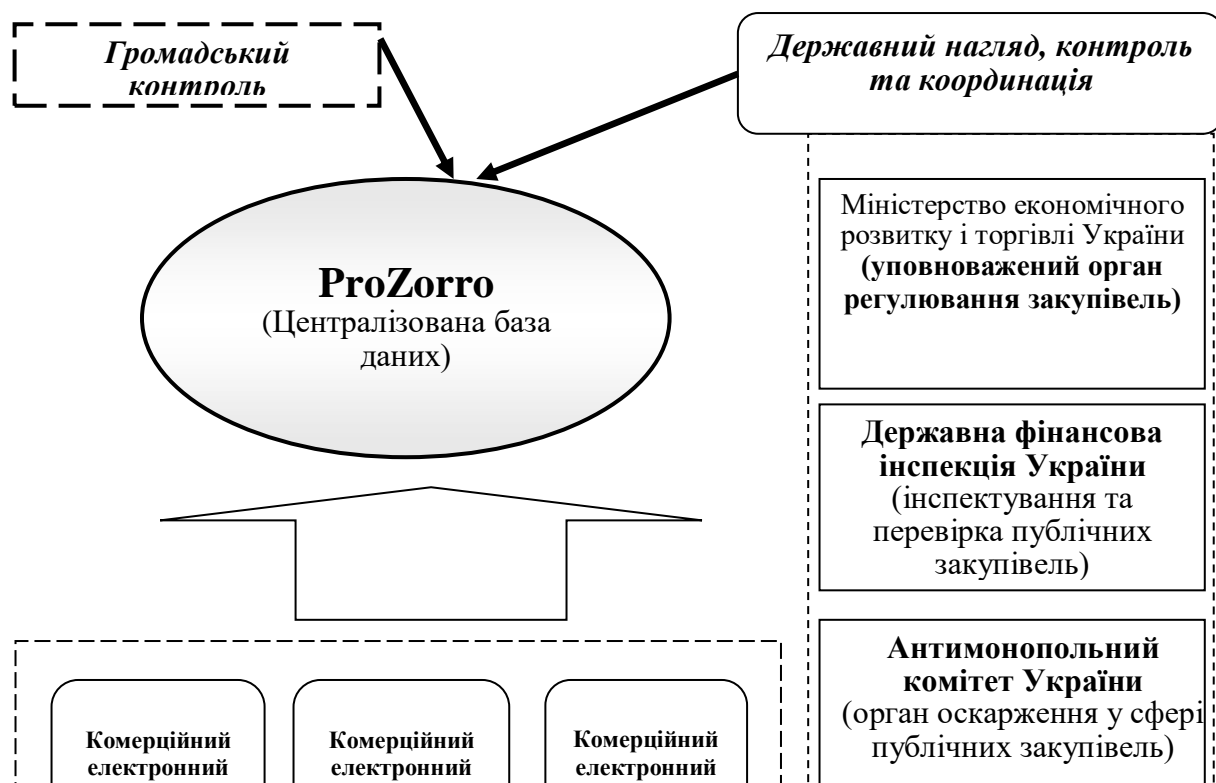 Громадський
контроль
Державний нагляд, контроль
та координація
ProZorro
(Централізована база
даних)
Міністерство економічного
розвитку і торгівлі України
(уповноважений орган
регулювання закупівель)
Державна фінансова
інспекція України
(інспектування та
перевірка публічних
закупівель)
Антимонопольний
комітет України
(орган оскарження у сфері
публічних закупівель)
Комерційний
електронний
Комерційний
електронний
Комерційний
електронний